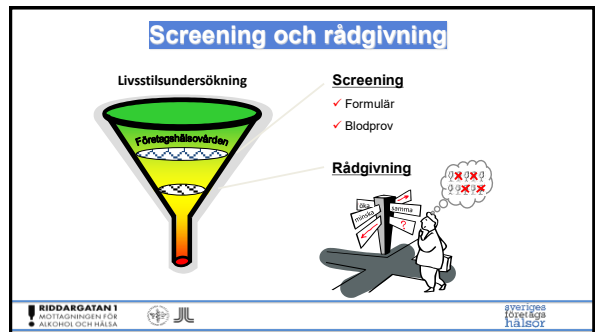 Screening och rådgivning
Livsstilsundersökning
Företagshälsovården
Screening
✓ Formulär
✓ Blodprov
Rådgivning
öka
minska
samma
?
RIDDARGATAN 1
MOTTAGNINGEN FÖR
ALKOHOL OCH HÄLSA
sveriges
företags
hälsor